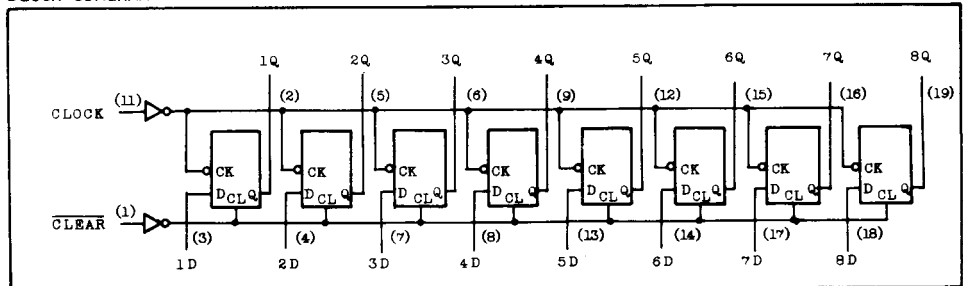 1Q 2Q 3Q 4Q 5Q 6Q 7Q 8Q
CLOCK (11) (2) (5) (6) (9) (12) (15) (16) (19)
CK CK CK CK CK CK CK CK
D CL Q D CL Q D CL Q D CL Q D CL Q D CL Q D CL Q D CL Q
CLEAR (1)
(3) (4) (7) (8) (13) (14) (17) (18)
1D 2D 3D 4D 5D 6D 7D 8D